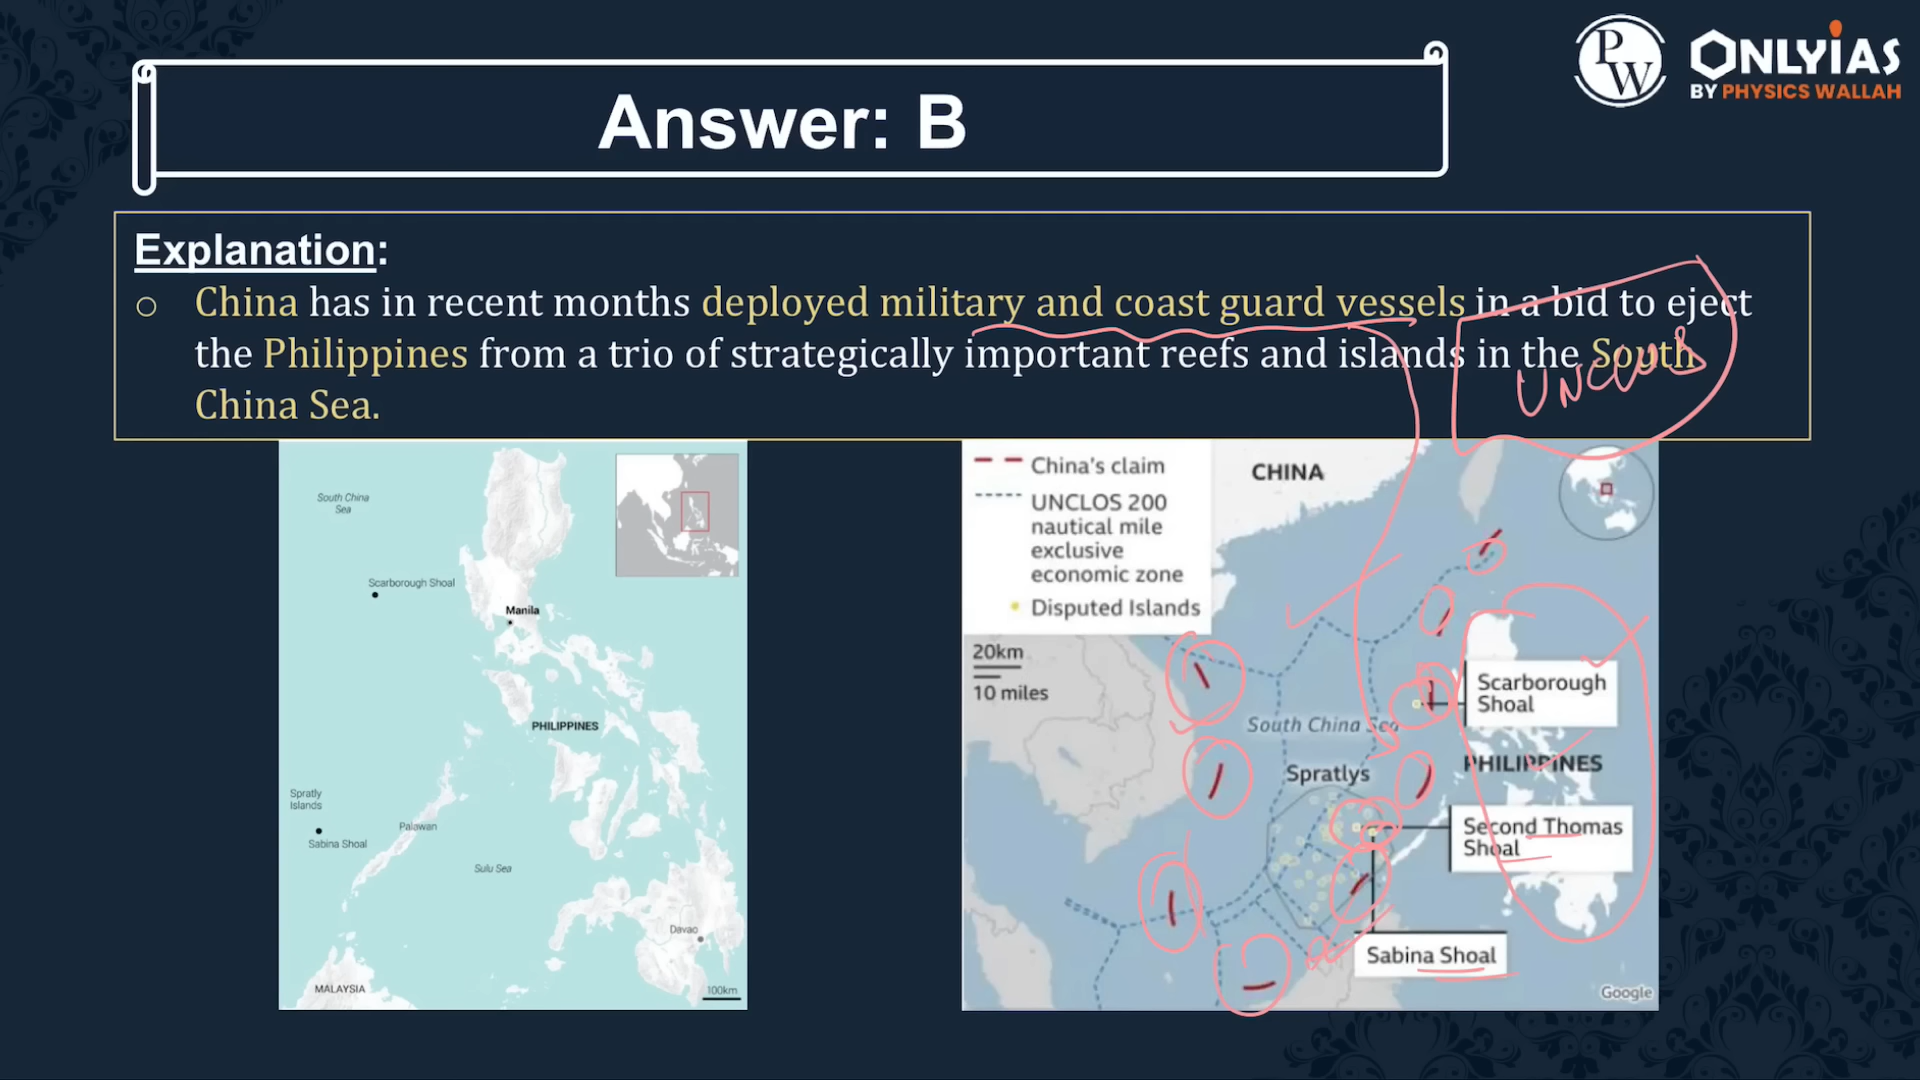 PW
ONLYIAS
BY PHYSICS WALLAH
Answer: B
Explanation:
○ China has in recent months deployed military and coast guard vessels in a bid to eject
the Philippines from a trio of strategically important reefs and islands in the South
China Sea.
UNCLOS
South China
Sea
Scarborough Shoal
Manila
PHILIPPINES
Spratly
Islands
Palawan
Sabina Shoal
Sulu Sea
Davao
MALAYSIA
100km
China's claim
UNCLOS 200
nautical mile
exclusive
economic zone
Disputed Islands
CHINA
20km
10 miles
Scarborough
Shoal
South China Sea
PHILIPPINES
Spratlys
Second Thomas
Shoal
Sabina Shoal
Google